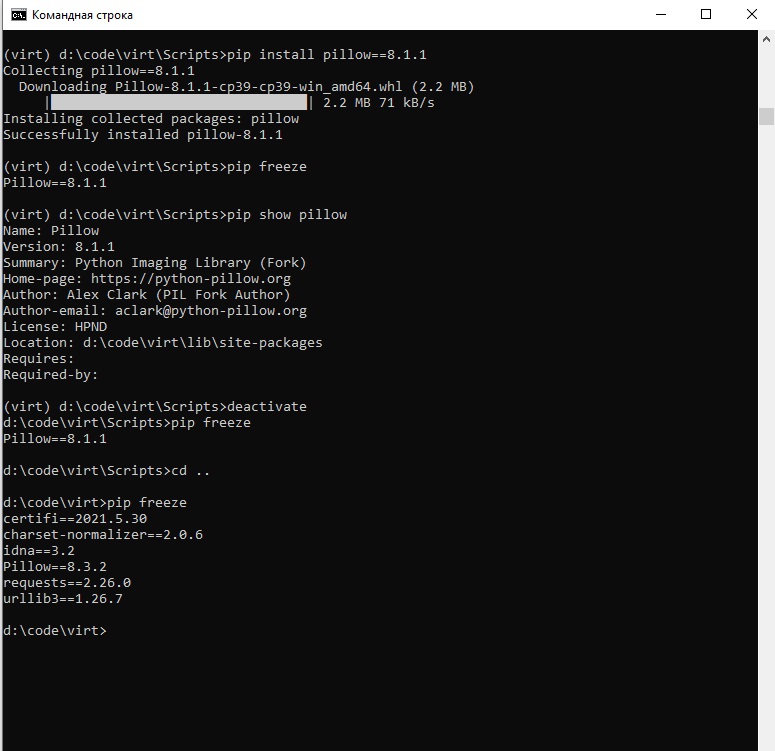 Командная строка
(virt) d:\code\virt\Scripts>pip install pillow==8.1.1
Collecting pillow==8.1.1
  Downloading Pillow-8.1.1-cp39-cp39-win_amd64.whl (2.2 MB)
     |████████████████████████████████| 2.2 MB 71 kB/s
Installing collected packages: pillow
Successfully installed pillow-8.1.1
(virt) d:\code\virt\Scripts>pip freeze
Pillow==8.1.1
(virt) d:\code\virt\Scripts>pip show pillow
Name: Pillow
Version: 8.1.1
Summary: Python Imaging Library (Fork)
Home-page: https://python-pillow.org
Author: Alex Clark (PIL Fork Author)
Author-email: aclark@python-pillow.org
License: HPND
Location: d:\code\virt\lib\site-packages
Requires:
Required-by:
(virt) d:\code\virt\Scripts>deactivate
d:\code\virt\Scripts>pip freeze
Pillow==8.1.1
d:\code\virt\Scripts>cd ..
d:\code\virt>pip freeze
certifi==2021.5.30
charset-normalizer==2.0.6
idna==3.2
Pillow==8.3.2
requests==2.26.0
urllib3==1.26.7
d:\code\virt>